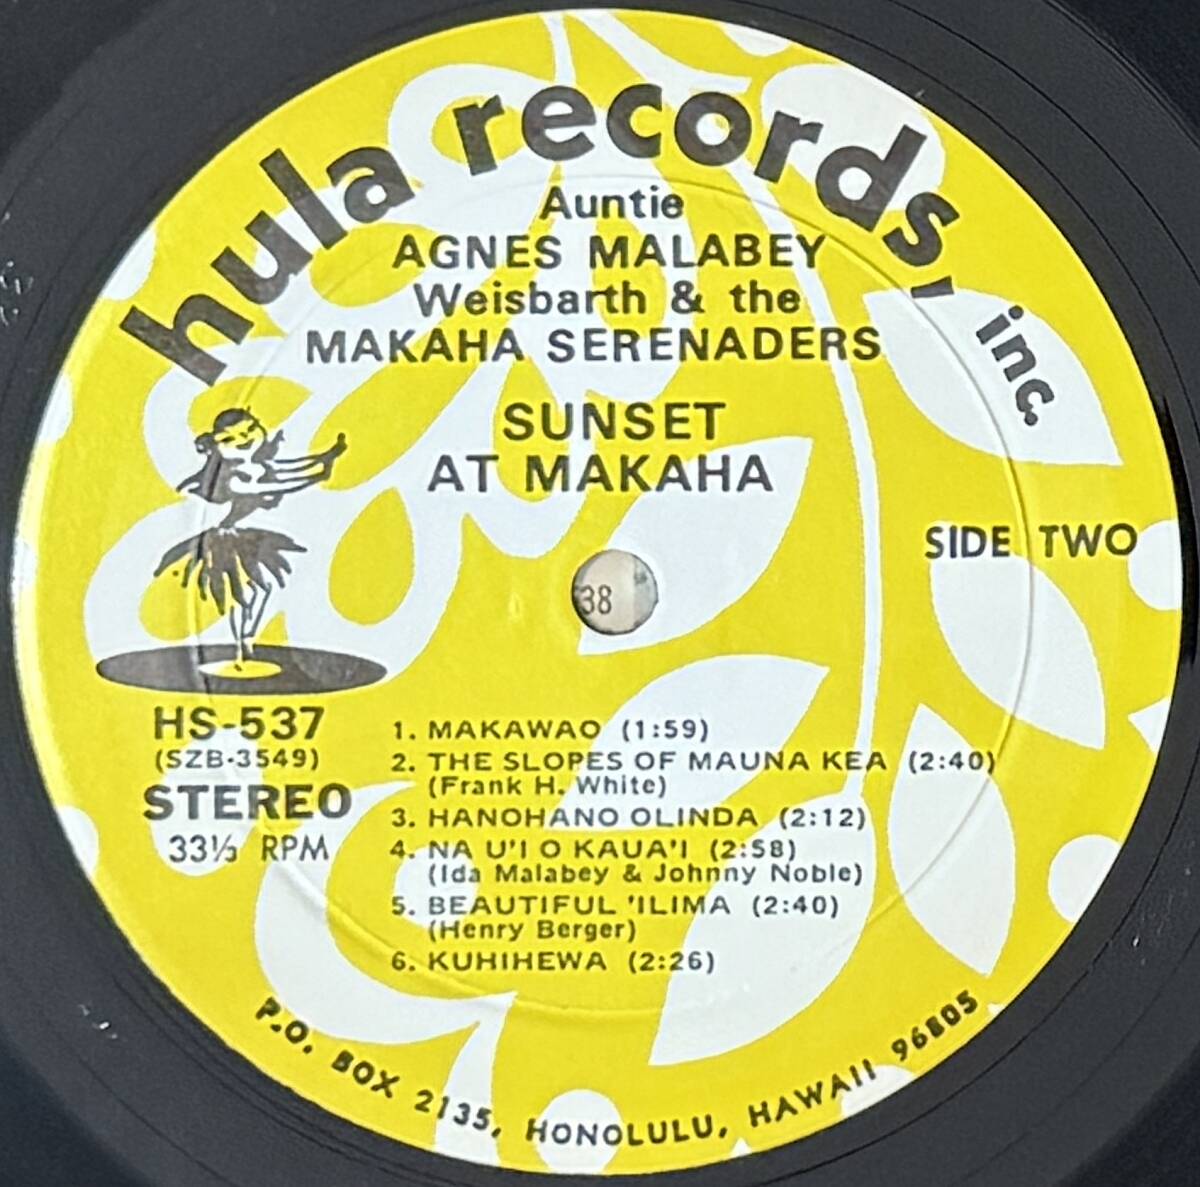 hula records, inc.
Auntie
AGNES MALABEY
Weisbarth & the
MAKAHA SERENADERS
SUNSET
AT MAKAHA
SIDE TWO
38
HS-537
(SZB-3549)
STEREO
33⅓ RPM
1. MAKAWAO (1:59)
2. THE SLOPES OF MAUNA KEA (2:40)
(Frank H. White)
3. HANOHANO OLINDA (2:12)
4. NA U'I O KAUA'I (2:58)
(Ida Malabey & Johnny Noble)
5. BEAUTIFUL 'ILIMA (2:40)
(Henry Berger)
6. KUHIHEWA (2:26)
P.O. BOX 2135, HONOLULU, HAWAII 96805